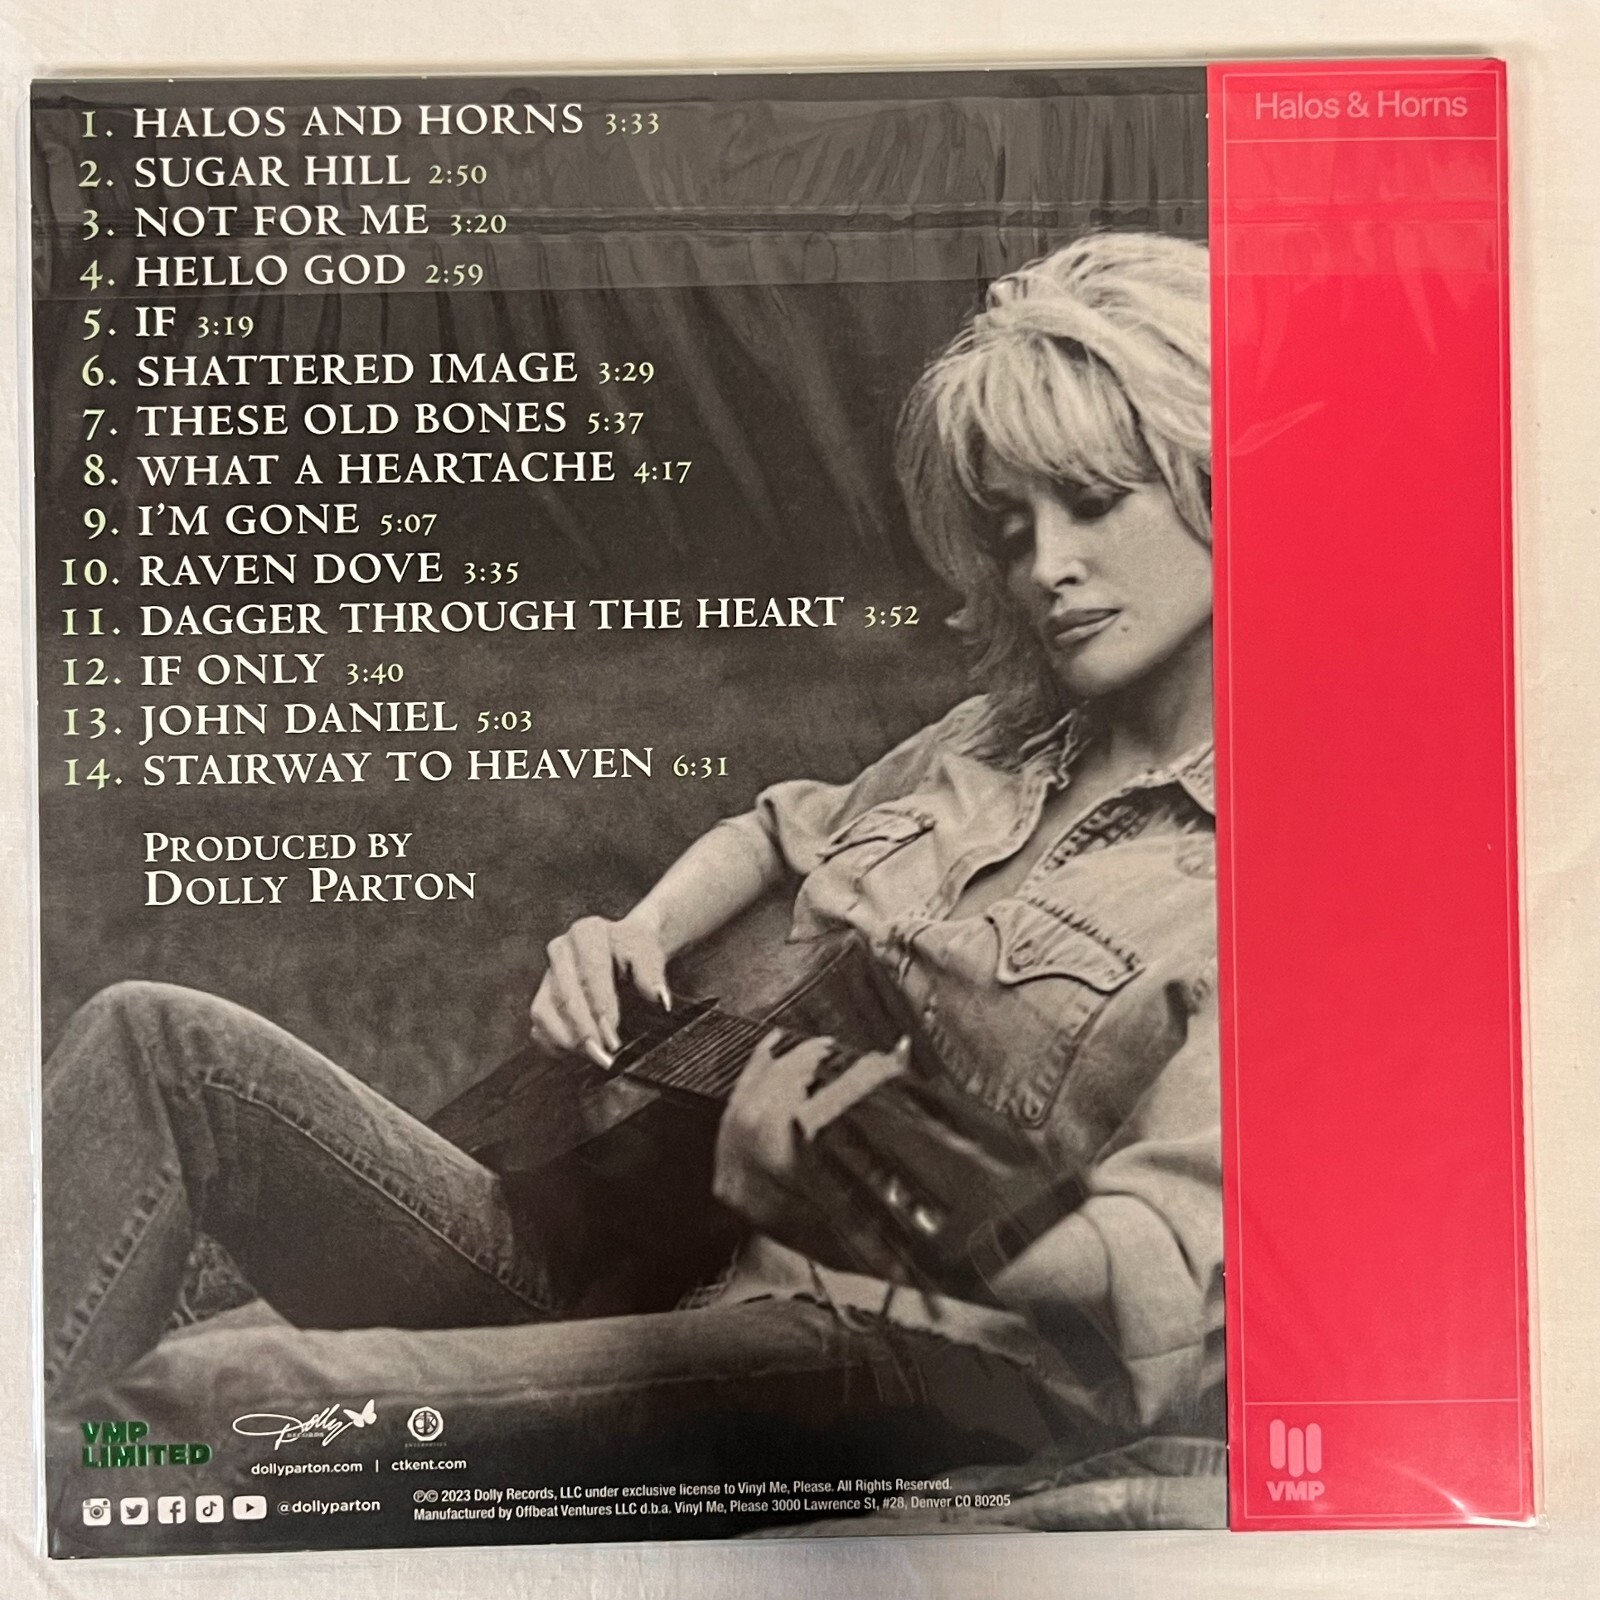 1. HALOS AND HORNS 3:33
2. SUGAR HILL 2:50
3. NOT FOR ME 3:20
4. HELLO GOD 2:59
5. IF 3:19
6. SHATTERED IMAGE 3:29
7. THESE OLD BONES 5:37
8. WHAT A HEARTACHE 4:17
9. I'M GONE 5:07
10. RAVEN DOVE 3:35
11. DAGGER THROUGH THE HEART 3:52
12. IF ONLY 3:40
13. JOHN DANIEL 5:03
14. STAIRWAY TO HEAVEN 6:31
PRODUCED BY
DOLLY PARTON
VMP
LIMITED
Dolly
RECORDS
dollyparton.com | ctkent.com
@dollyparton
℗© 2023 Dolly Records, LLC under exclusive license to Vinyl Me, Please. All Rights Reserved.
Manufactured by Offbeat Ventures LLC d.b.a. Vinyl Me, Please 3000 Lawrence St, #28, Denver CO 80205
Halos & Horns
VMP